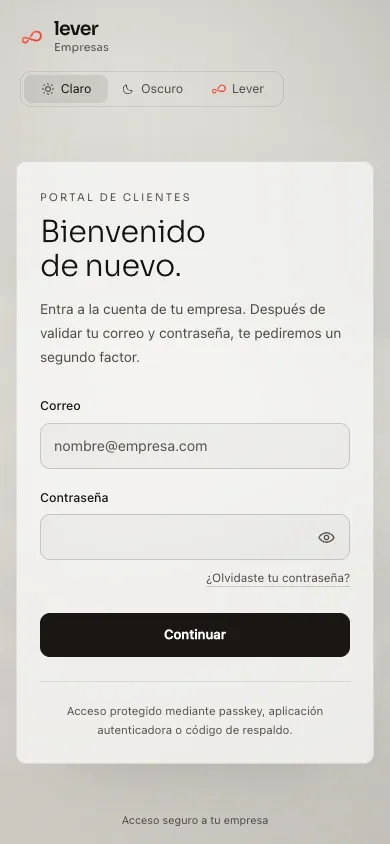 lever
Empresas
Claro
Oscuro
Lever
PORTAL DE CLIENTES
Bienvenido
de nuevo.
Entra a la cuenta de tu empresa. Después de
validar tu correo y contraseña, te pediremos un
segundo factor.
Correo
nombre@empresa.com
Contraseña
¿Olvidaste tu contraseña?
Continuar
Acceso protegido mediante passkey, aplicación
autenticadora o código de respaldo.
Acceso seguro a tu empresa